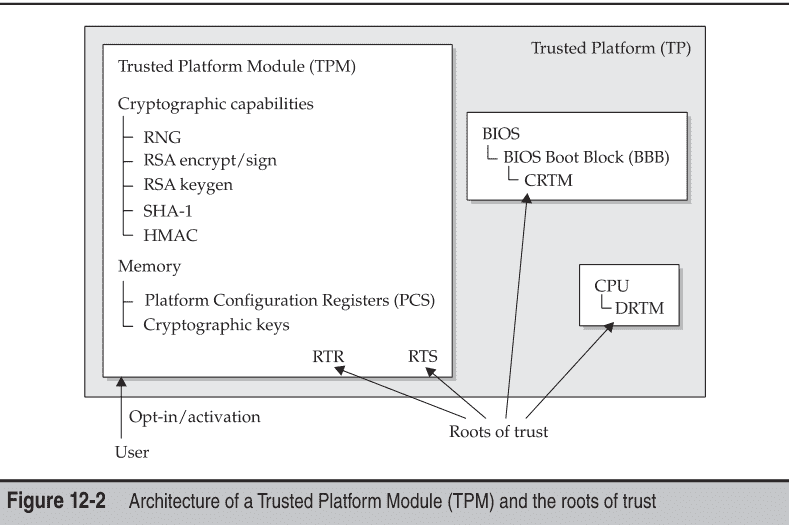 Trusted Platform (TP)
Trusted Platform Module (TPM)
Cryptographic capabilities
RNG
RSA encrypt/sign
RSA keygen
SHA-1
HMAC
Memory
Platform Configuration Registers (PCS)
Cryptographic keys
RTR
RTS
BIOS
BIOS Boot Block (BBB)
CRTM
CPU
DRTM
Opt-in/activation
User
Roots of trust
Figure 12-2 Architecture of a Trusted Platform Module (TPM) and the roots of trust